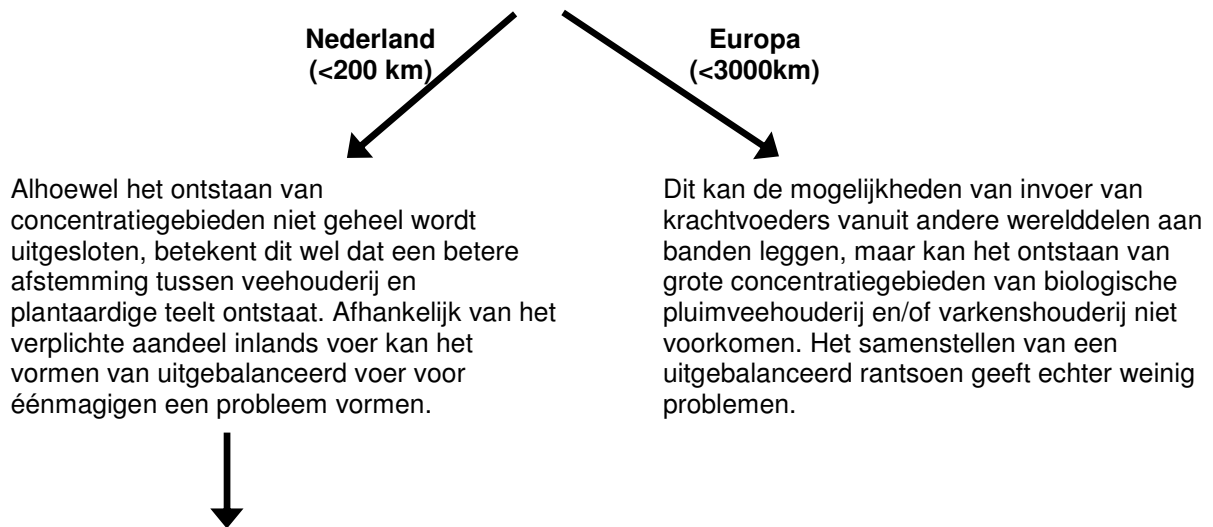 Nederland
(<200 km)
Europa
(<3000km)
Alhoewel het ontstaan van
concentratiegebieden niet geheel wordt
uitgesloten, betekent dit wel dat een betere
afstemming tussen veehouderij en
plantaardige teelt ontstaat. Afhankelijk van het
verplichte aandeel inlands voer kan het
vormen van uitgebalanceerd voer voor
éénmagigen een probleem vormen.
Dit kan de mogelijkheden van invoer van
krachtvoeders vanuit andere werelddelen aan
banden leggen, maar kan het ontstaan van
grote concentratiegebieden van biologische
pluimveehouderij en/of varkenshouderij niet
voorkomen. Het samenstellen van een
uitgebalanceerd rantsoen geeft echter weinig
problemen.